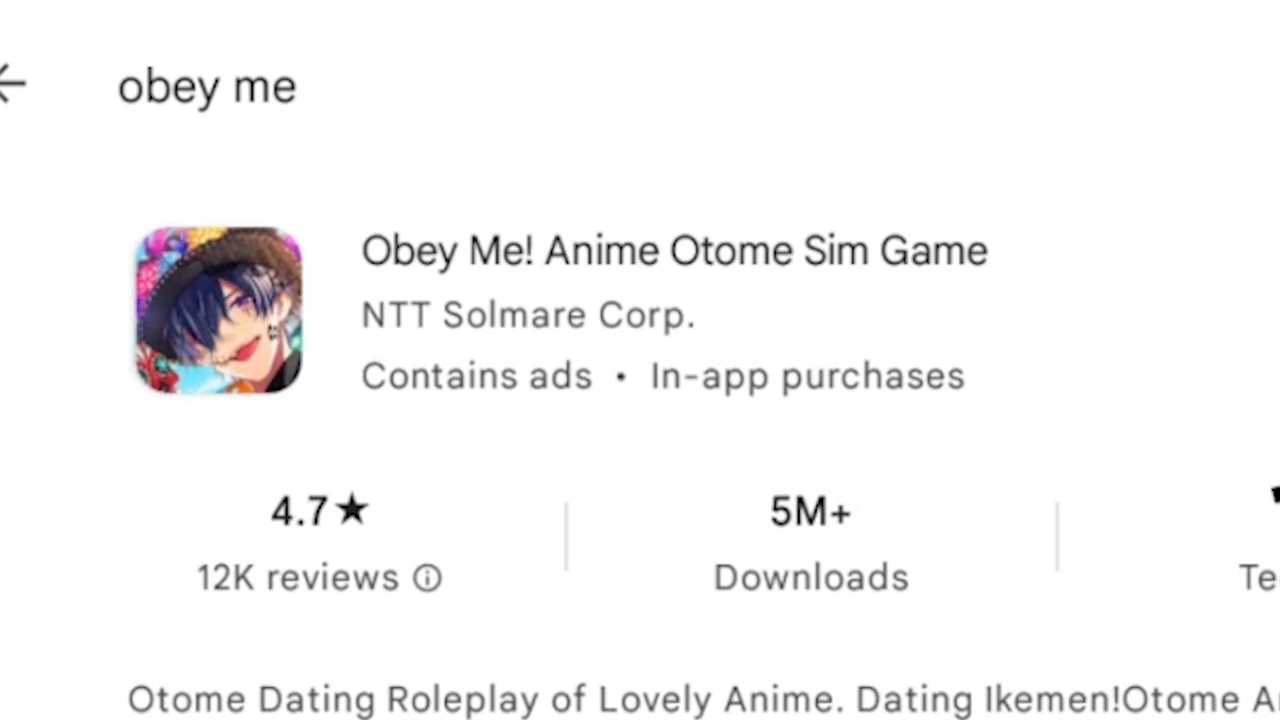 obey me
Obey Me! Anime Otome Sim Game
NTT Solmare Corp.
Contains ads • In-app purchases
4.7★
5M+
12K reviews
Downloads
Otome Dating Roleplay of Lovely Anime. Dating Ikemen!Otome